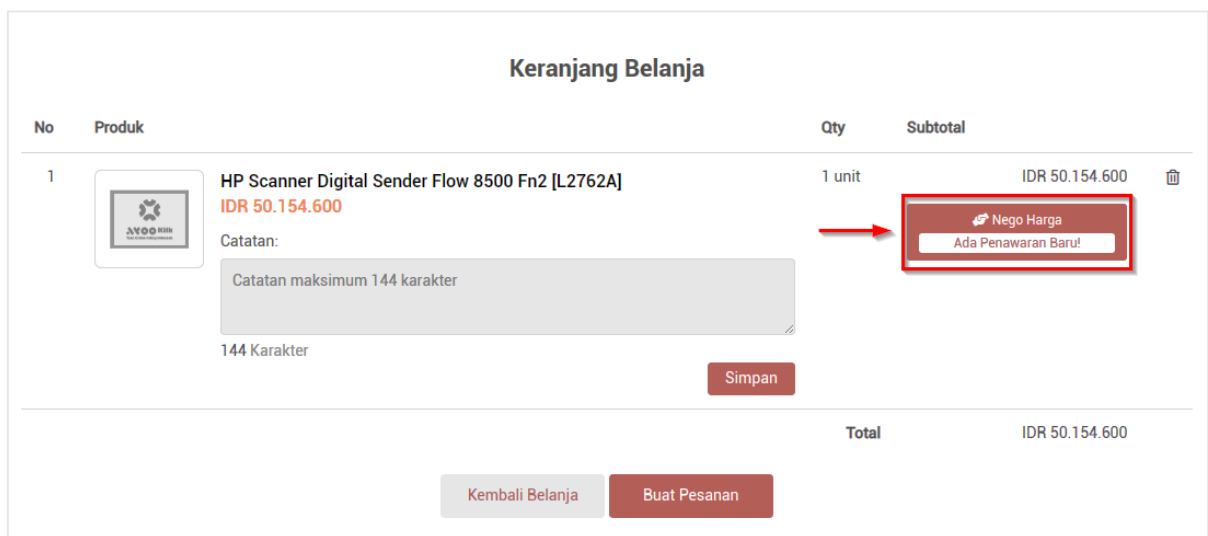 Keranjang Belanja
No Produk Qty Subtotal
1 HP Scanner Digital Sender Flow 8500 Fn2 [L2762A] 1 unit IDR 50.154.600
IDR 50.154.600
Nego Harga
Ada Penawaran Baru!
AYOO Klik
Catatan:
Catatan maksimum 144 karakter
144 Karakter
Simpan
Total IDR 50.154.600
Kembali Belanja Buat Pesanan